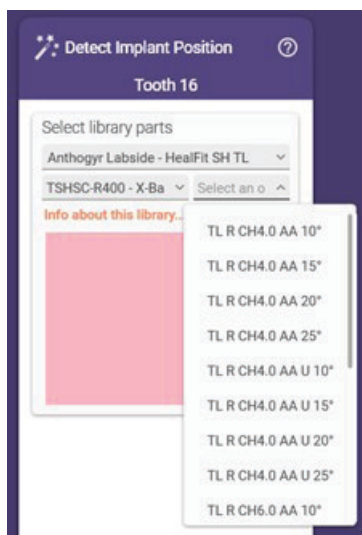 Detect Implant Position ?
Tooth 16
Select library parts
Anthogyr Labside - HealFit SH TL
TSHSC-R400 - X-Ba Select an o
Info about this library...
TL R CH4.0 AA 10°
TL R CH4.0 AA 15°
TL R CH4.0 AA 20°
TL R CH4.0 AA 25°
TL R CH4.0 AA U 10°
TL R CH4.0 AA U 15°
TL R CH4.0 AA U 20°
TL R CH4.0 AA U 25°
TL R CH6.0 AA 10°